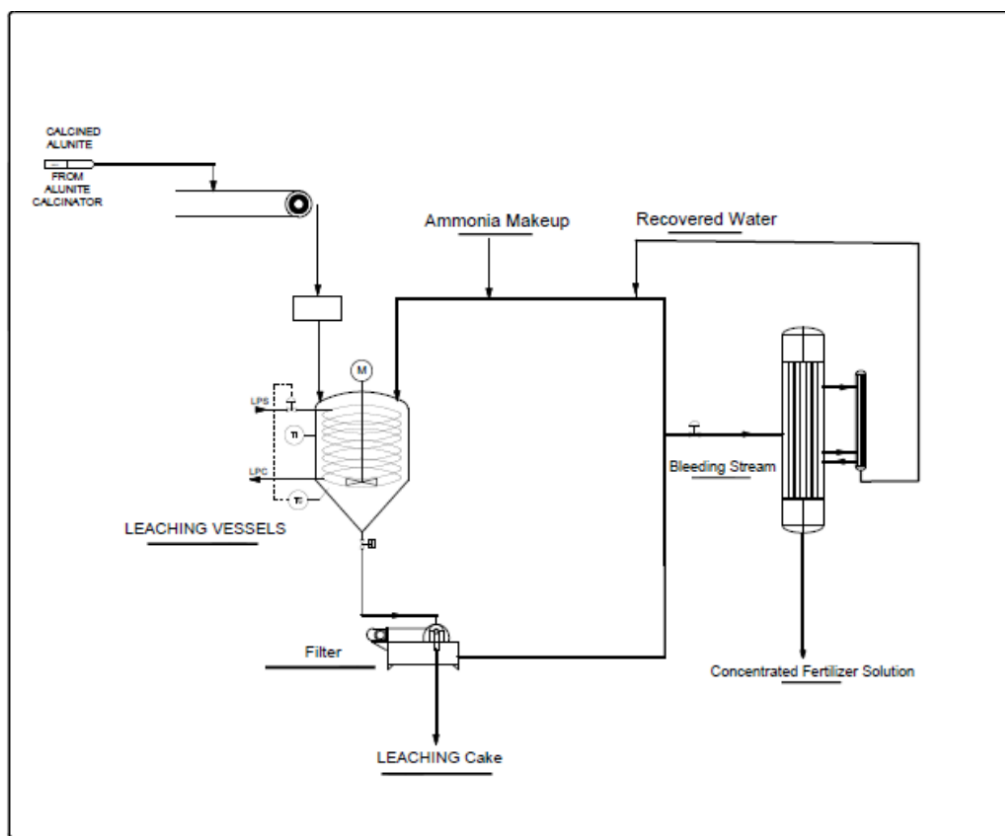 CALCINED
ALUNITE
FROM
ALUNITE
CALCINATOR
Ammonia Makeup
Recovered Water
M
LPS
TI
LPC
TC
LEACHING VESSELS
Bleeding Stream
Filter
LEACHING Cake
Concentrated Fertilizer Solution